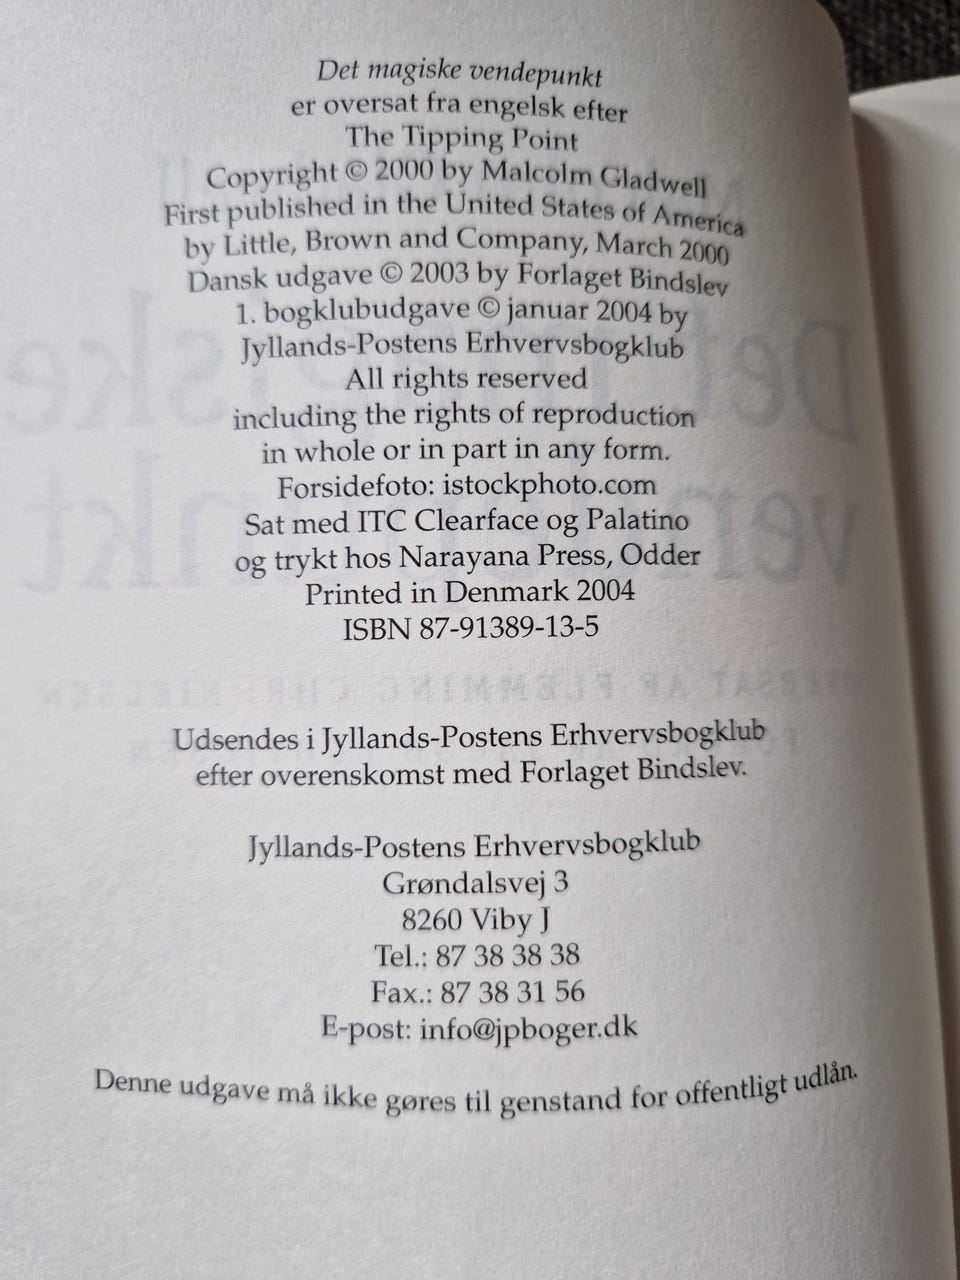 Det magiske vendepunkt
er oversat fra engelsk efter
The Tipping Point
Copyright © 2000 by Malcolm Gladwell
First published in the United States of America
by Little, Brown and Company, March 2000
Dansk udgave © 2003 by Forlaget Bindslev
1. bogklubudgave © januar 2004 by
Jyllands-Postens Erhvervsbogklub
All rights reserved
including the rights of reproduction
in whole or in part in any form.
Forsidefoto: istockphoto.com
Sat med ITC Clearface og Palatino
og trykt hos Narayana Press, Odder
Printed in Denmark 2004
ISBN 87-91389-13-5
Udsendes i Jyllands-Postens Erhvervsbogklub
efter overenskomst med Forlaget Bindslev.
Jyllands-Postens Erhvervsbogklub
Grøndalsvej 3
8260 Viby J
Tel.: 87 38 38 38
Fax.: 87 38 31 56
E-post: info@jpboger.dk
Denne udgave må ikke gøres til genstand for offentligt udlån.